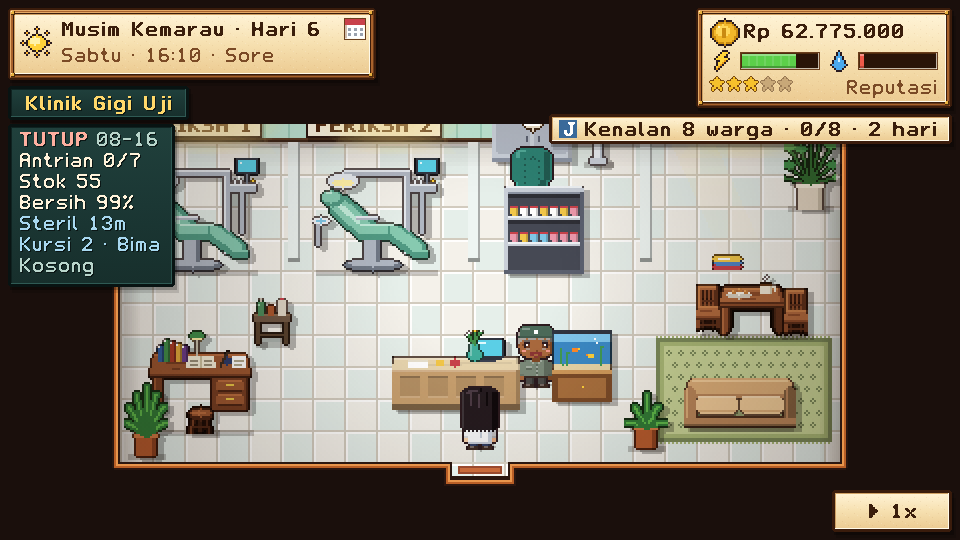 Musim Kemarau · Hari 6
Sabtu · 16:10 · Sore
Rp 62.775.000
Reputasi
Klinik Gigi Uji
J Kenalan 8 warga · 0/8 · 2 hari
TUTUP 08-16
Antrian 0/7
Stok 55
Bersih 99%
Steril 13m
Kursi 2 · Bima
Kosong
PERIKSA 2
1x